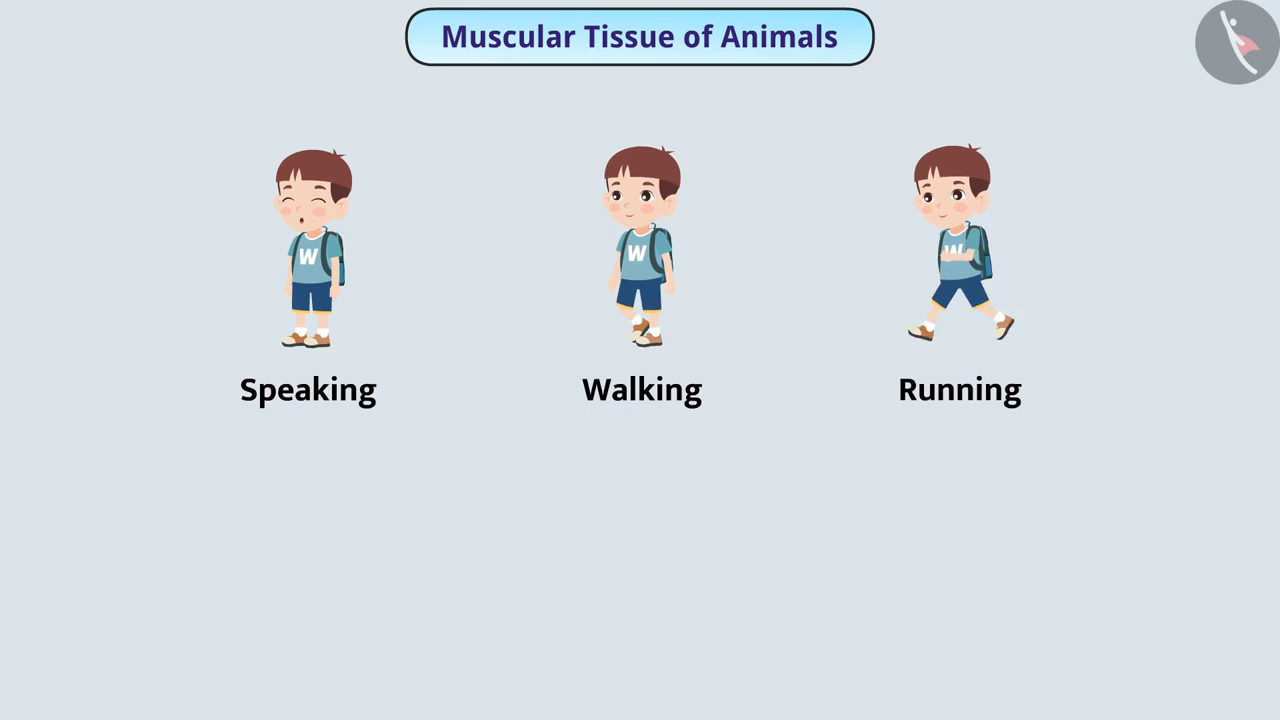 Muscular Tissue of Animals
W
W
W
Speaking
Walking
Running